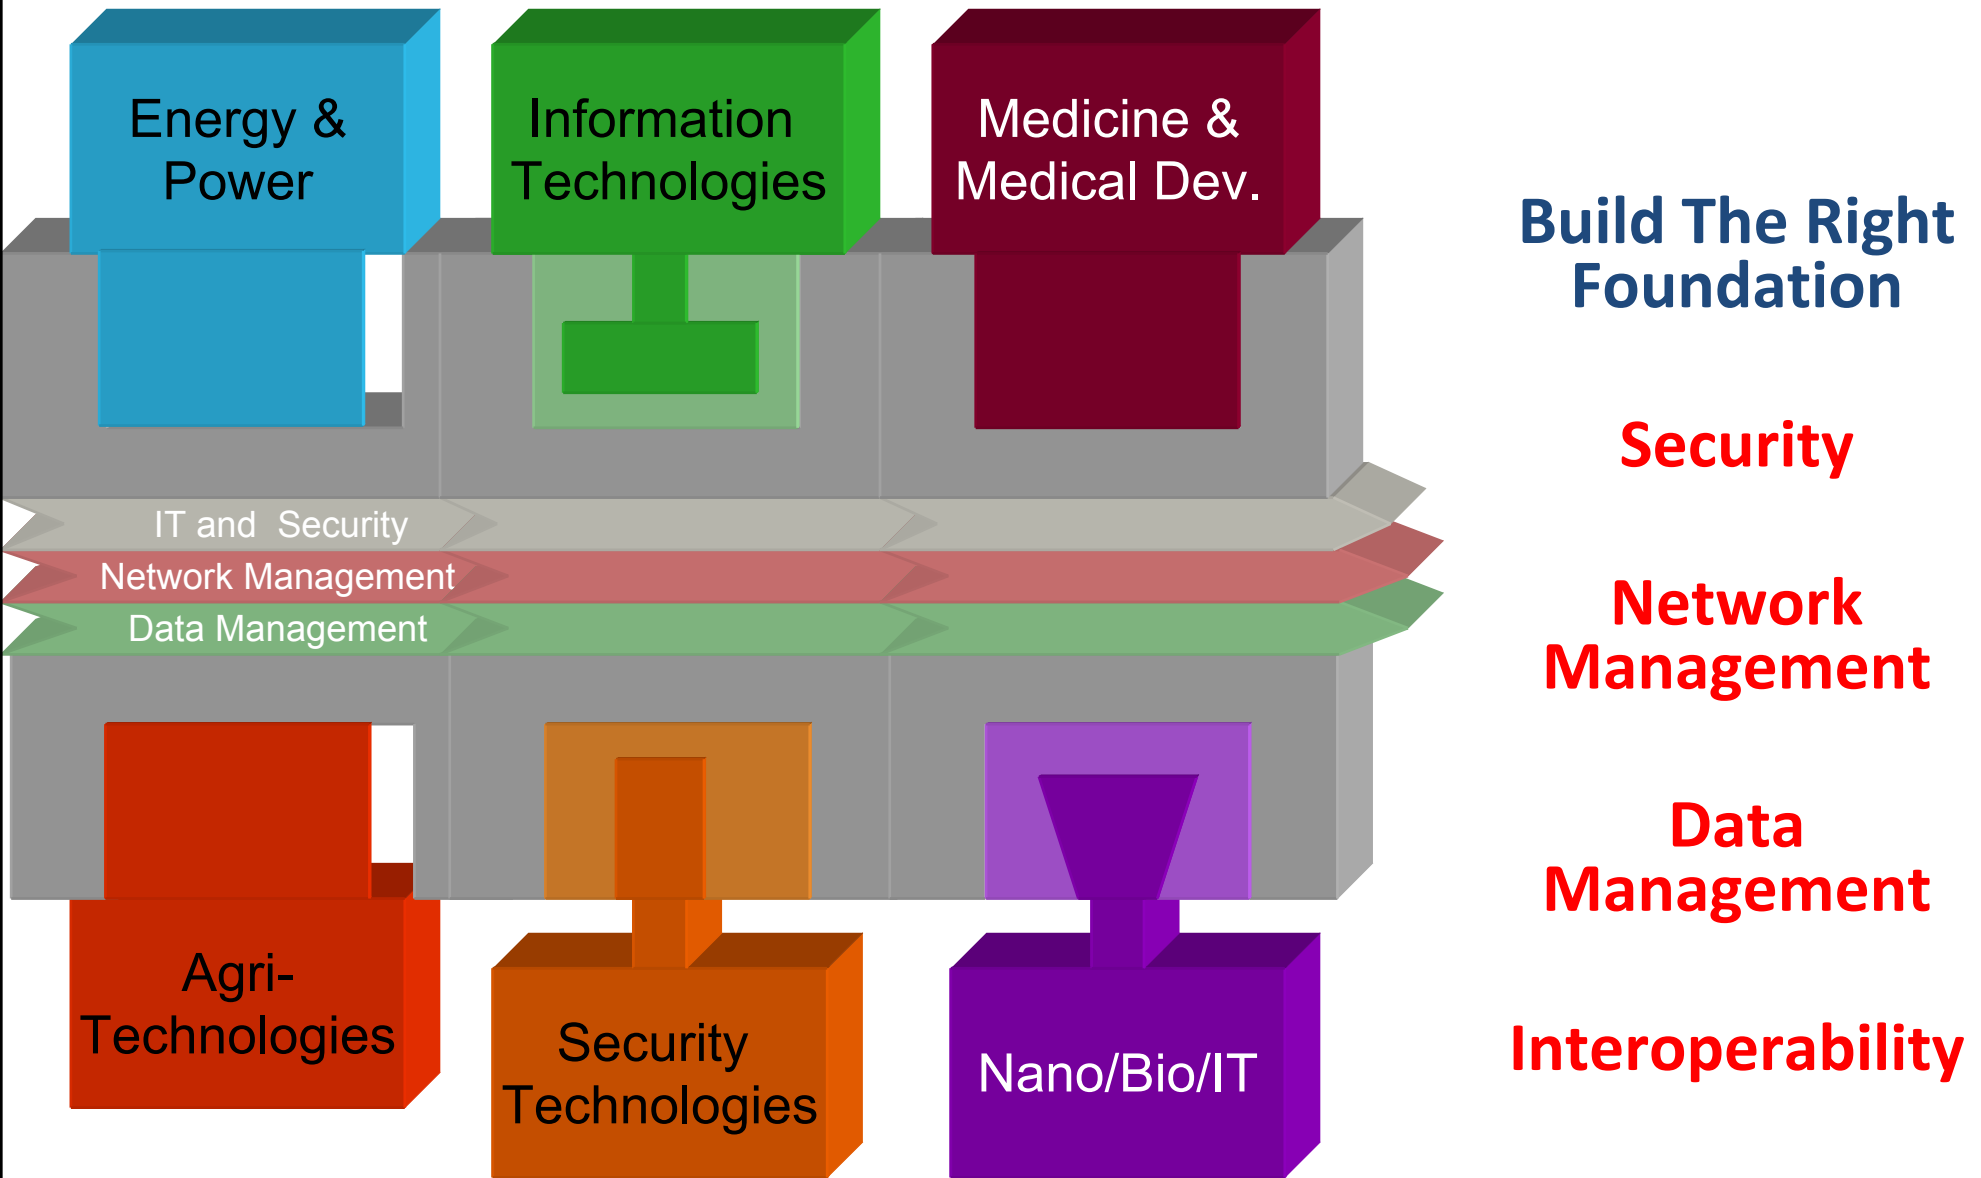 Energy &
Power
Information
Technologies
Medicine &
Medical Dev.
Build The Right
Foundation
Security
IT and  Security
Network Management
Data Management
Network
Management
Data
Management
Interoperability
Agri-
Technologies
Security
Technologies
Nano/Bio/IT